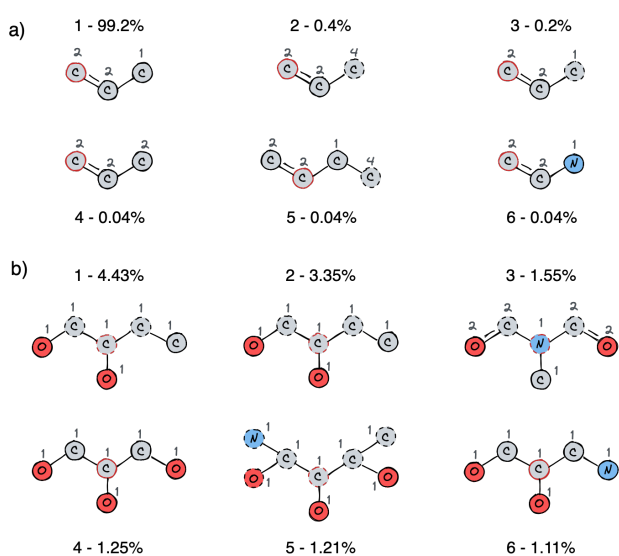 a)
1 - 99.2% 2 - 0.4% 3 - 0.2%
2 2 1 2 2 4 2 2 1
C C C C C C C C C
2 2 2 2 2 1 4 2 2 1
C C C C C C C C C N
4 - 0.04% 5 - 0.04% 6 - 0.04%
b)
1 - 4.43% 2 - 3.35% 3 - 1.55%
1 1 1 1 1 1 1 1 1 1 2 2 1 2 2
O C C C C O C C C C O C N C O
O 1 O 1 C 1
1 1 1 1 1 1 1 1 1 1 1 1 1 1 1
O C C C O N C C C O C C C N
O 1 O C O O 1
O 1
4 - 1.25% 5 - 1.21% 6 - 1.11%